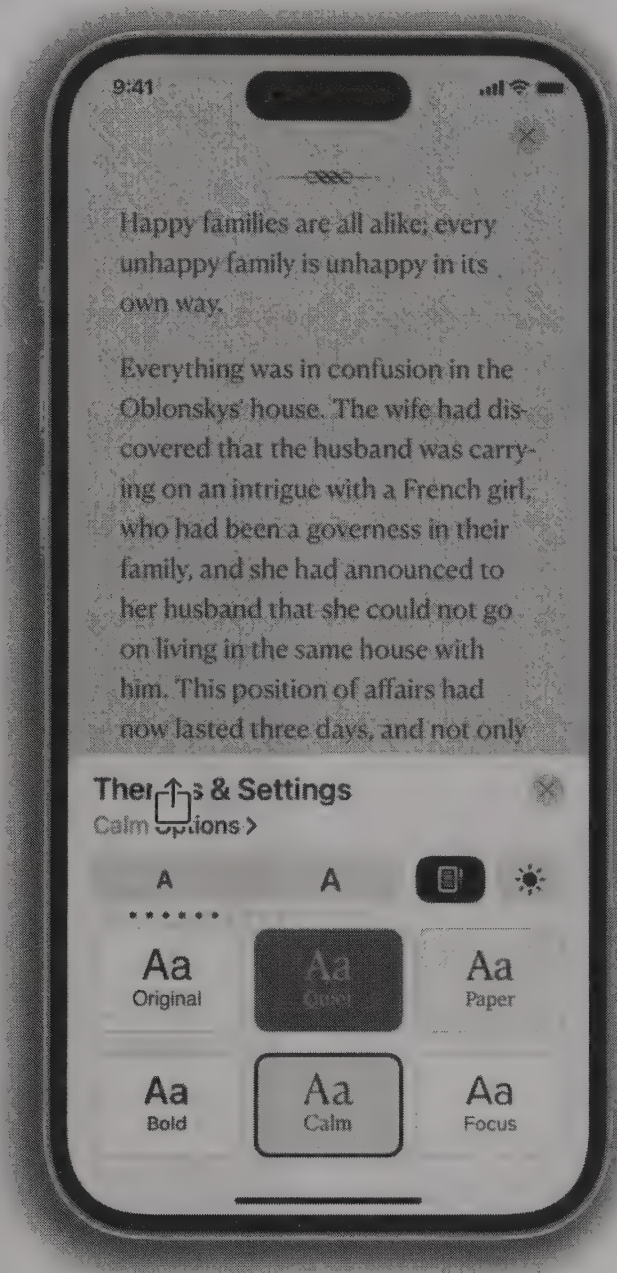 9:41
Happy families are all alike; every
unhappy family is unhappy in its
own way.
Everything was in confusion in the
Oblonskys' house. The wife had dis-
covered that the husband was carry-
ing on an intrigue with a French girl,
who had been a governess in their
family, and she had announced to
her husband that she could not go
on living in the same house with
him. This position of affairs had
now lasted three days, and not only
& Settings
Calm Options >
A A
Aa Aa Aa
Original Quiet Paper
Aa Aa Aa
Bold Calm Focus